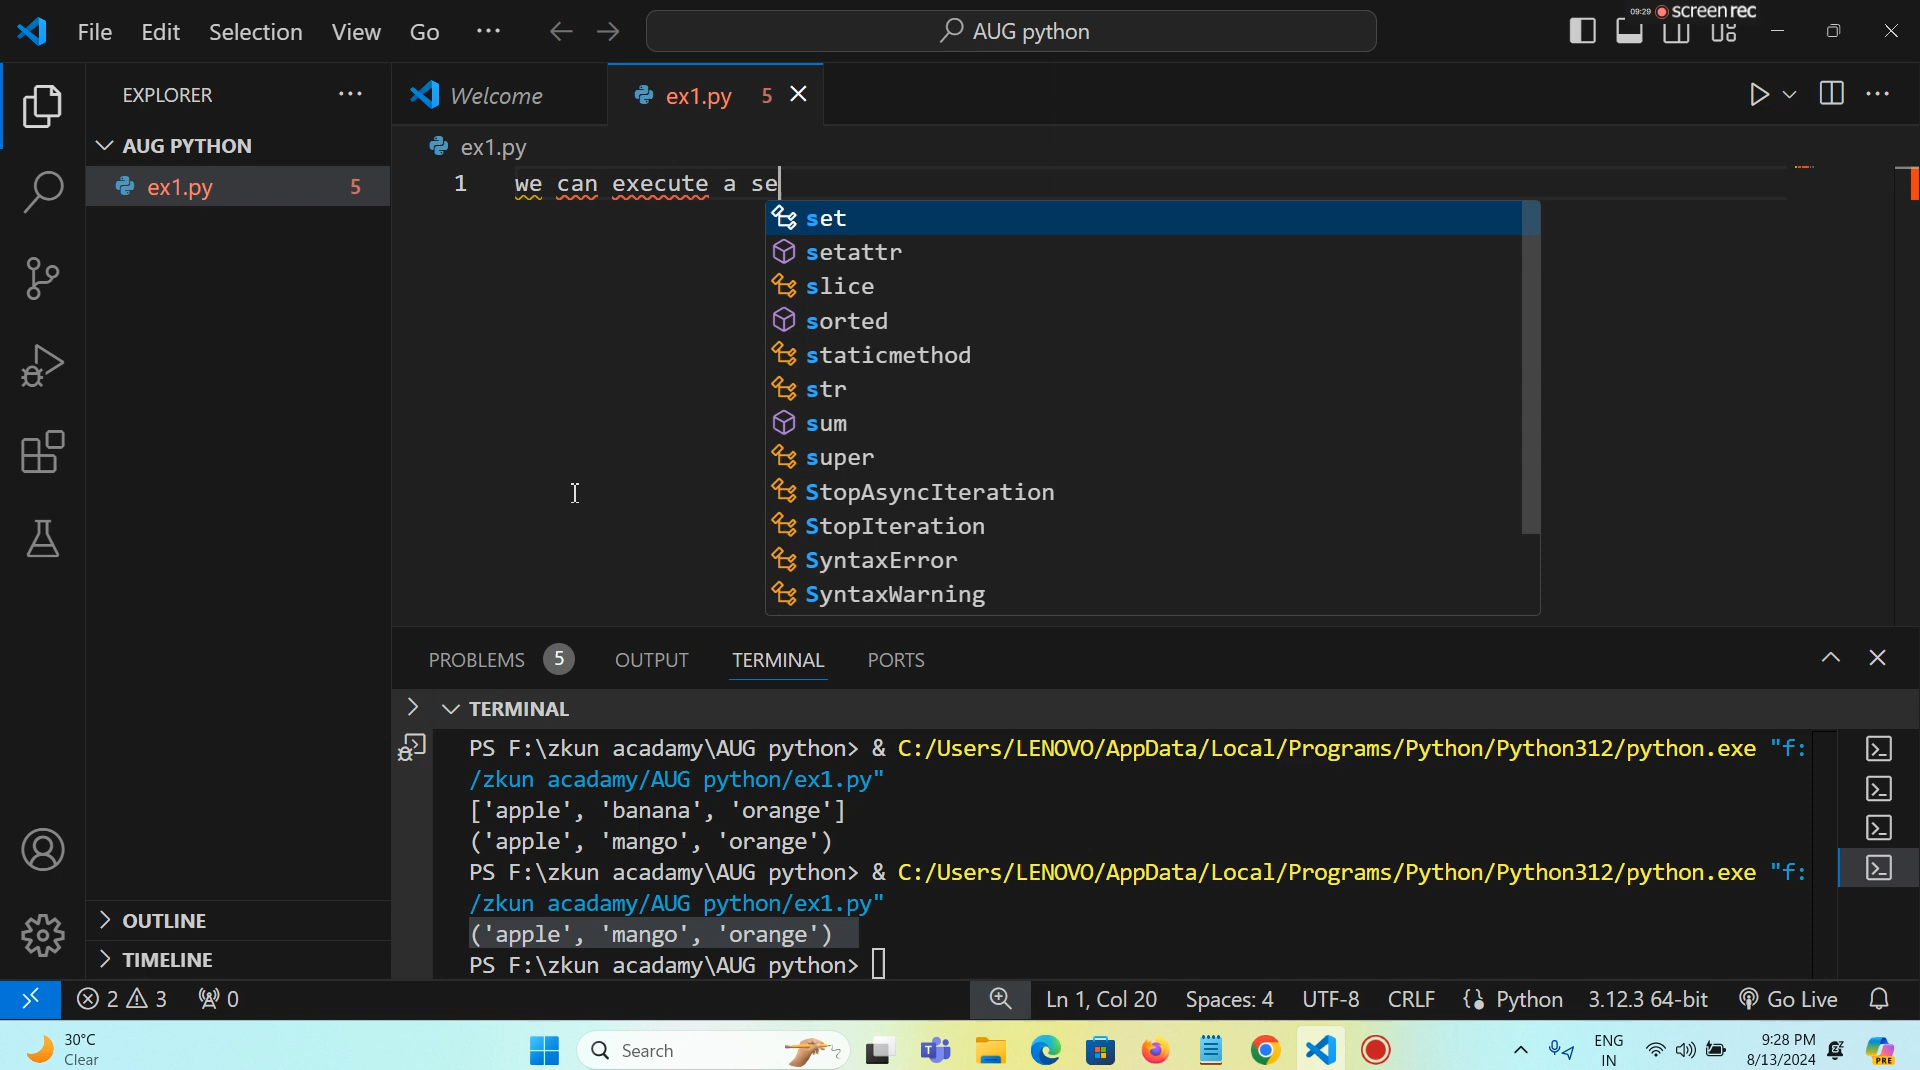 File Edit Selection View Go ··· AUG python 09:29 screen rec
EXPLORER ···
Welcome
ex1.py 5
AUG PYTHON
ex1.py 5
ex1.py
1 we can execute a se
set
setattr
slice
sorted
staticmethod
str
sum
super
StopAsyncIteration
StopIteration
SyntaxError
SyntaxWarning
PROBLEMS 5 OUTPUT TERMINAL PORTS
TERMINAL
PS F:\zkun acadamy\AUG python> & C:/Users/LENOVO/AppData/Local/Programs/Python/Python312/python.exe "f:
/zkun acadamy/AUG python/ex1.py"
['apple', 'banana', 'orange']
('apple', 'mango', 'orange')
PS F:\zkun acadamy\AUG python> & C:/Users/LENOVO/AppData/Local/Programs/Python/Python312/python.exe "f:
/zkun acadamy/AUG python/ex1.py"
('apple', 'mango', 'orange')
PS F:\zkun acadamy\AUG python>
OUTLINE
TIMELINE
2 3 0 Ln 1, Col 20 Spaces: 4 UTF-8 CRLF Python 3.12.3 64-bit Go Live
30°C
Clear
Search
ENG
IN
9:28 PM
8/13/2024
PRE